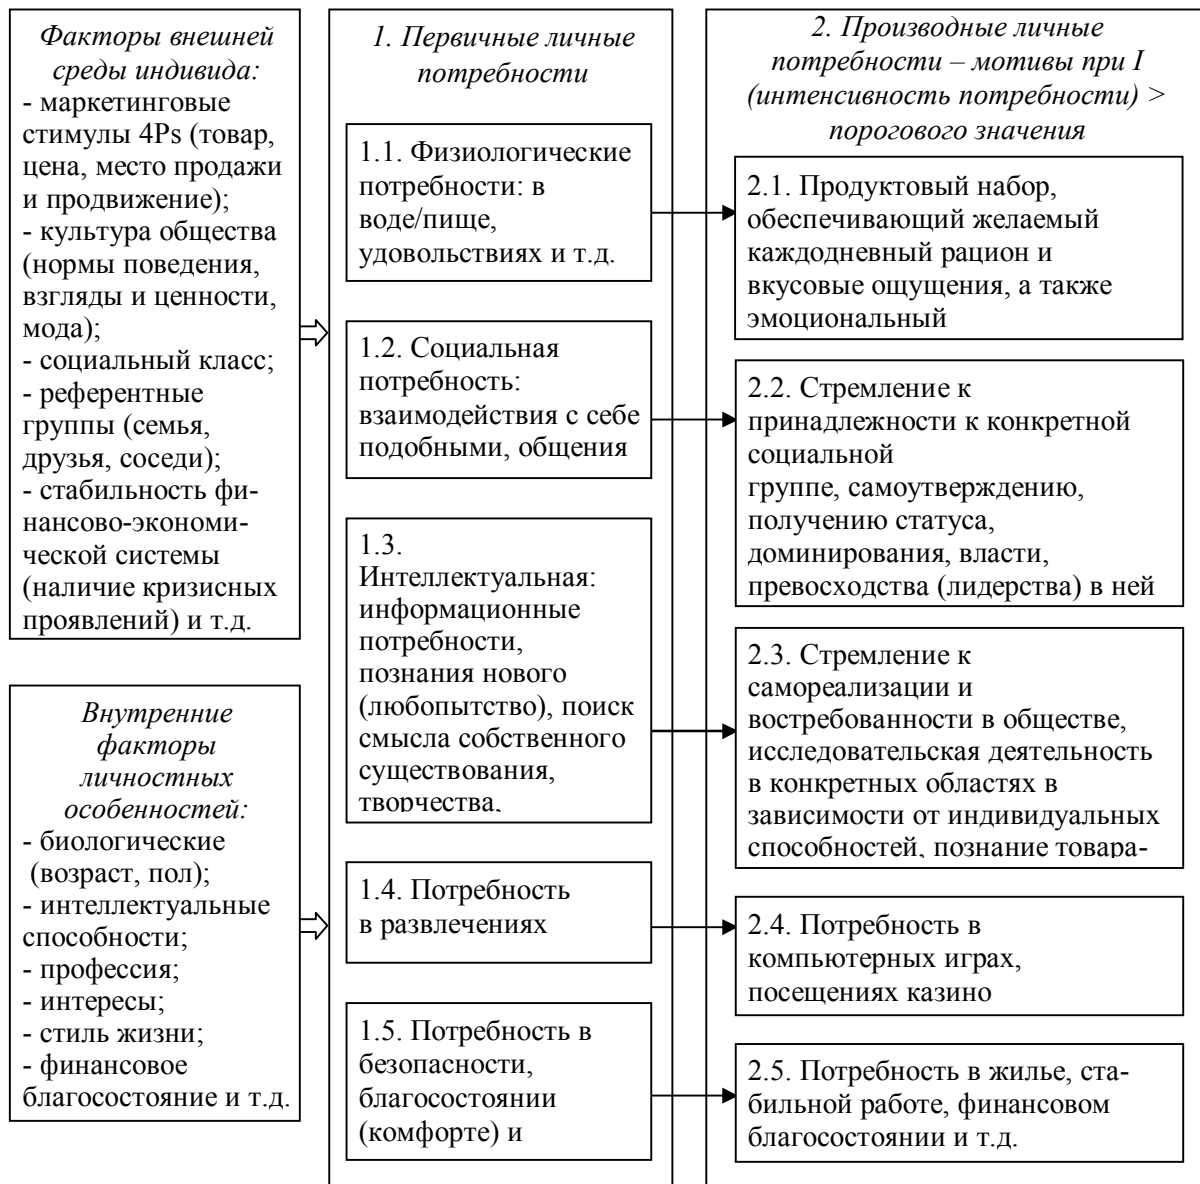 Факторы внешней
среды индивида:
- маркетинговые
стимулы 4Ps (товар,
цена, место продажи
и продвижение);
- культура общества
(нормы поведения,
взгляды и ценности,
мода);
- социальный класс;
- референтные
группы (семья,
друзья, соседи);
- стабильность фи-
нансово-экономи-
ческой системы
(наличие кризисных
проявлений) и т.д.
Внутренние
факторы
личностных
особенностей:
- биологические
(возраст, пол);
- интеллектуальные
способности;
- профессия;
- интересы;
- стиль жизни;
- финансовое
благосостояние и т.д.
1. Первичные личные
потребности
1.1. Физиологические
потребности: в
воде/пище,
удовольствиях и т.д.
1.2. Социальная
потребность:
взаимодействия с себе
подобными, общения
1.3.
Интеллектуальная:
информационные
потребности,
познания нового
(любопытство), поиск
смысла собственного
существования,
творчества,
1.4. Потребность
в развлечениях
1.5. Потребность в
безопасности,
благосостоянии
(комфорте) и
2. Производные личные
потребности – мотивы при I
(интенсивность потребности) >
порогового значения
2.1. Продуктовый набор,
обеспечивающий желаемый
каждодневный рацион и
вкусовые ощущения, а также
эмоциональный
2.2. Стремление к
принадлежности к конкретной
социальной
группе, самоутверждению,
получению статуса,
доминирования, власти,
превосходства (лидерства) в ней
2.3. Стремление к
самореализации и
востребованности в обществе,
исследовательская деятельность
в конкретных областях в
зависимости от индивидуальных
способностей, познание товара-
2.4. Потребность в
компьютерных играх,
посещениях казино
2.5. Потребность в жилье, ста-
бильной работе, финансовом
благосостоянии и т.д.